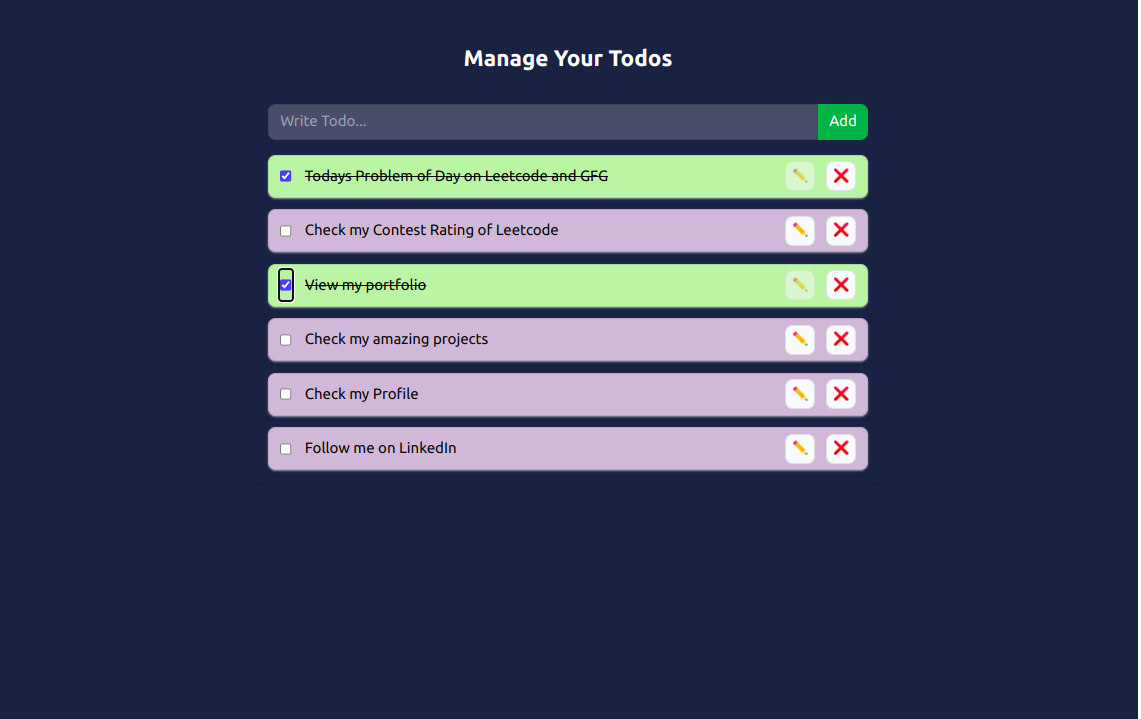 Manage Your Todos
Write Todo...
Add
Todays Problem of Day on Leetcode and GFG
Check my Contest Rating of Leetcode
View my portfolio
Check my amazing projects
Check my Profile
Follow me on LinkedIn